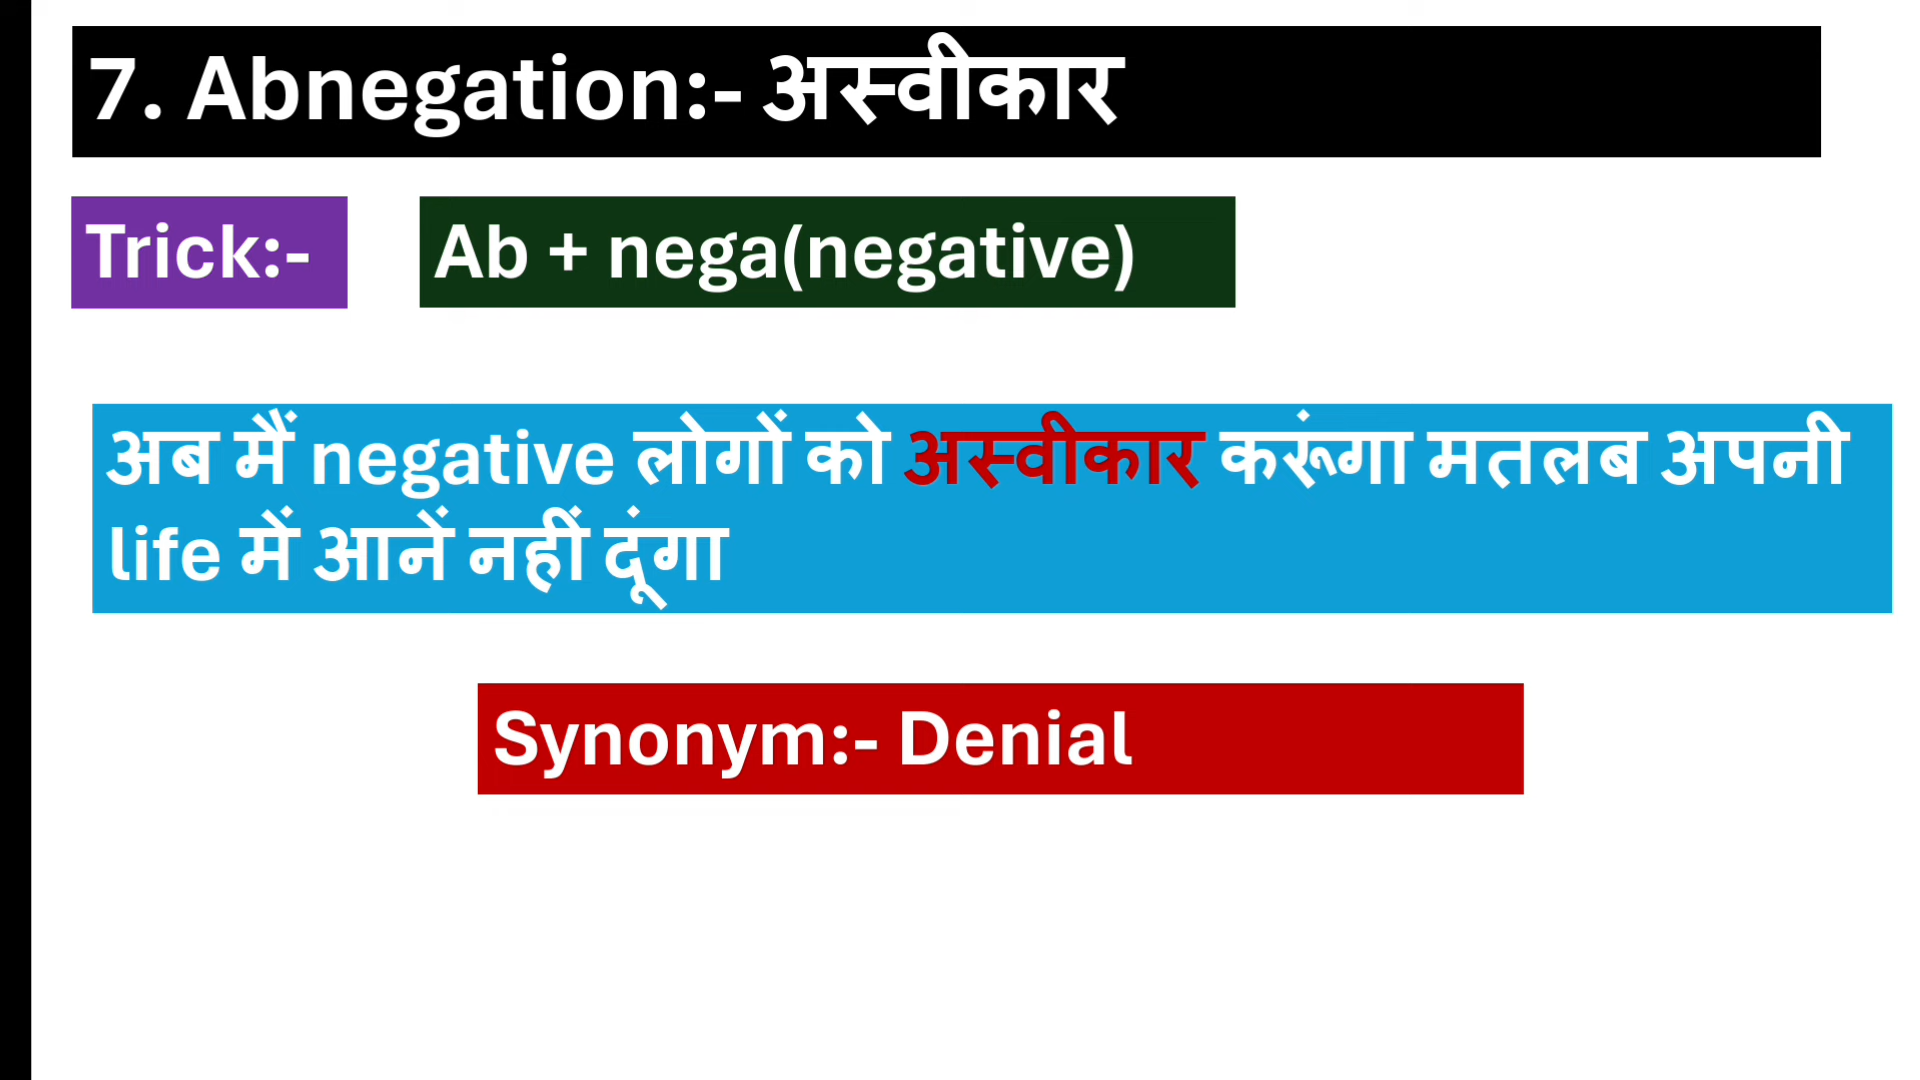 7. Abnegation:- अस्वीकार
Trick:-
Ab + nega(negative)
अब मैं negative लोगों को अस्वीकार करूंगा मतलब अपनी
life में आनें नहीं दूंगा
Synonym:- Denial